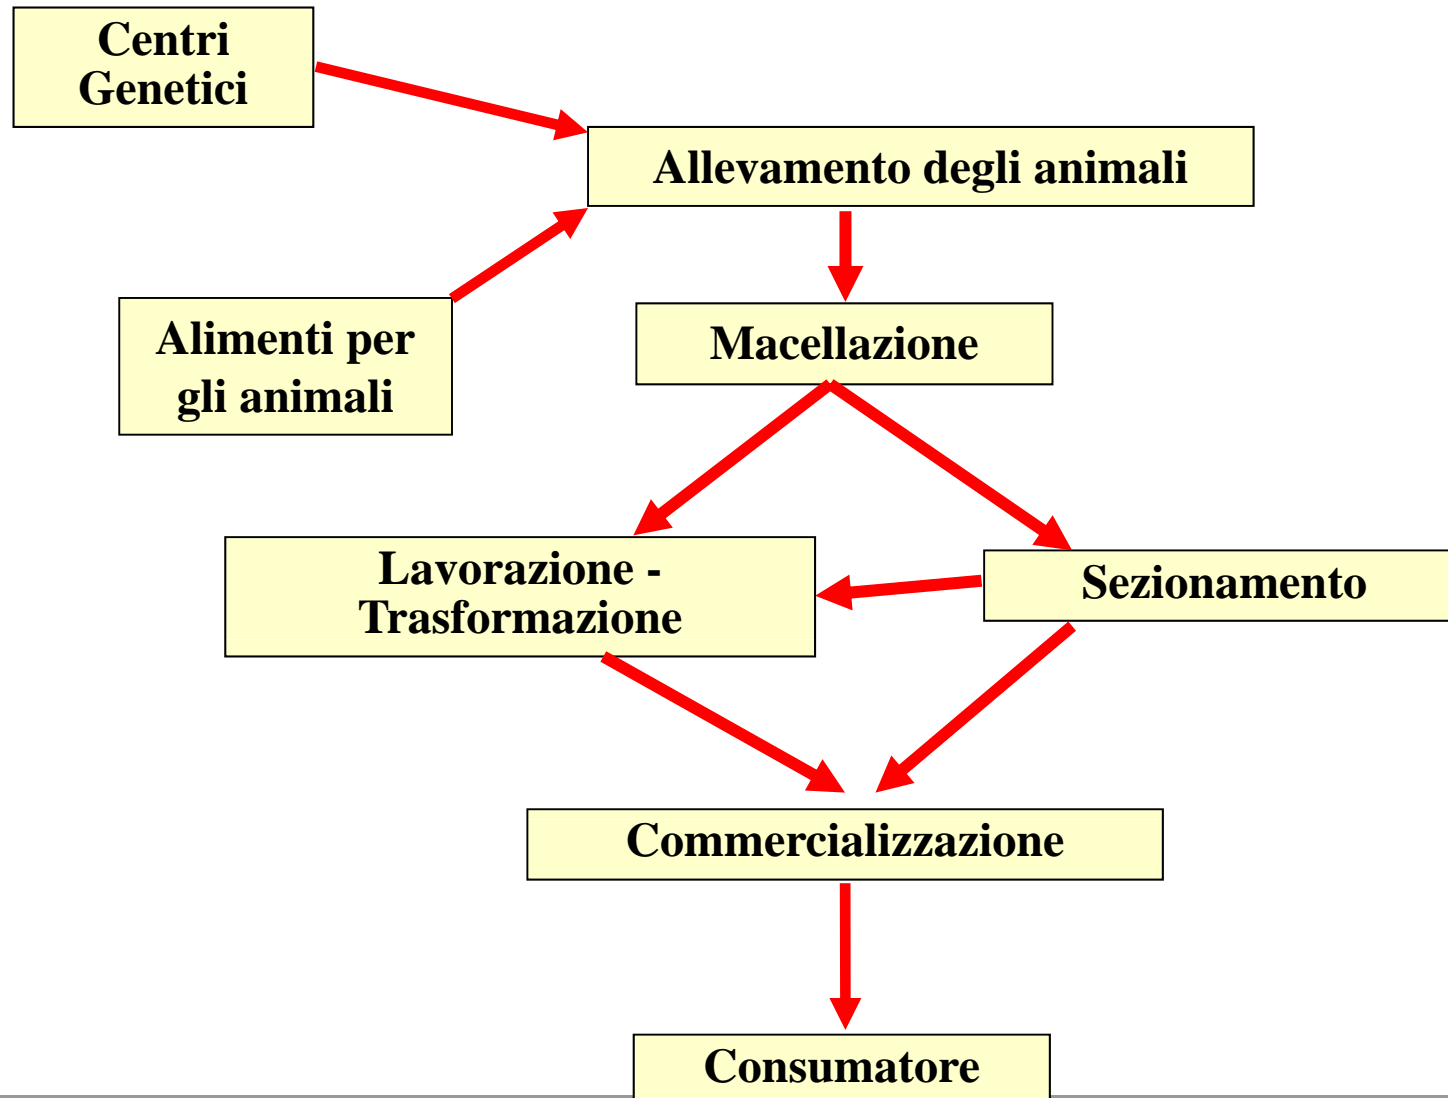 Centri
Genetici
Allevamento degli animali
Alimenti per
gli animali
Macellazione
Lavorazione -
Trasformazione
Sezionamento
Commercializzazione
Consumatore